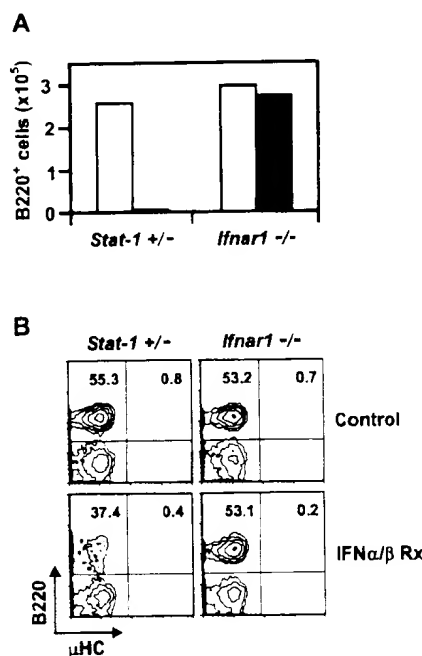 A
B220⁺ cells (x10⁵)
3
2
1
0
Stat-1 +/-
Ifnar1 -/-
B
Stat-1 +/-
Ifnar1 -/-
55.3
0.8
53.2
0.7
Control
37.4
0.4
53.1
0.2
IFNα/β Rx
B220
μHC